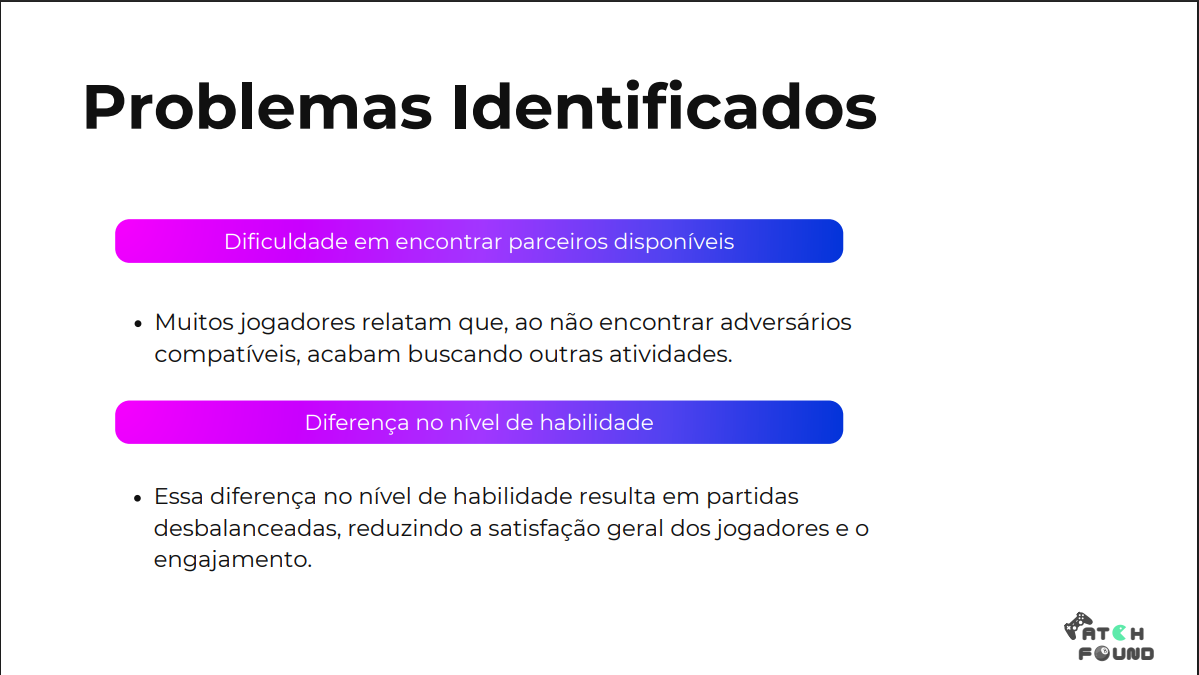 Problemas Identificados
Dificuldade em encontrar parceiros disponíveis
• Muitos jogadores relatam que, ao não encontrar adversários
compatíveis, acabam buscando outras atividades.
Diferença no nível de habilidade
• Essa diferença no nível de habilidade resulta em partidas
desbalanceadas, reduzindo a satisfação geral dos jogadores e o
engajamento.
MATCH
FOUND